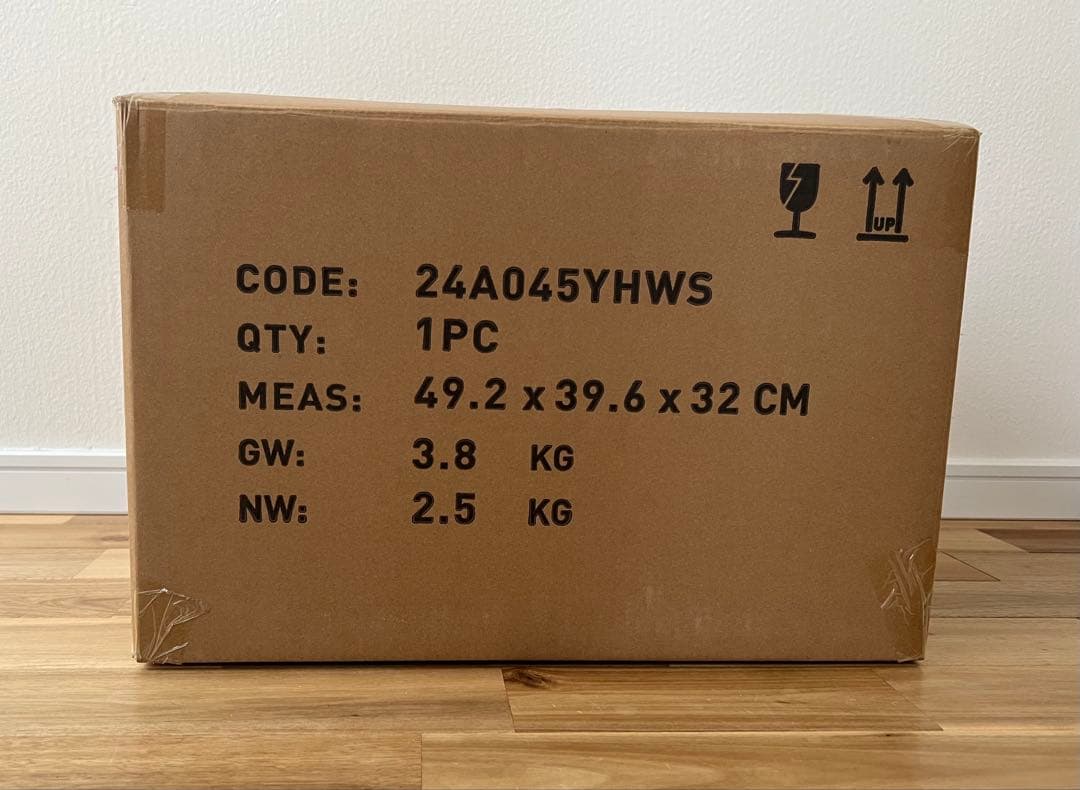 UP
CODE: 24A045YHWS
QTY: 1PC
MEAS: 49.2 x 39.6 x 32 CM
GW: 3.8 KG
NW: 2.5 KG